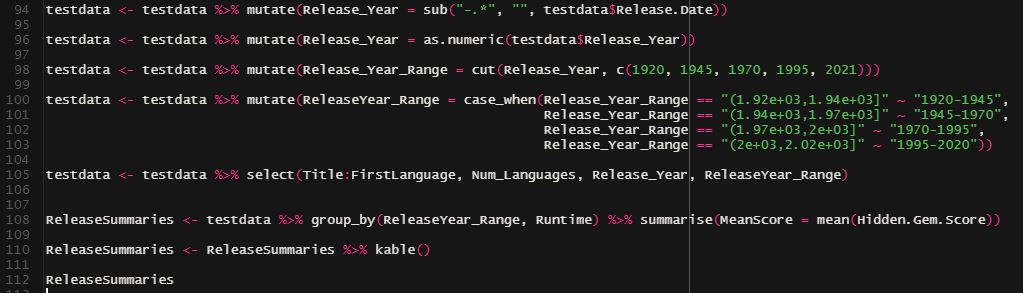 94 testdata <- testdata %>% mutate(Release_Year = sub("-.*", "", testdata$Release.Date))
95
96 testdata <- testdata %>% mutate(Release_Year = as.numeric(testdata$Release_Year))
97
98 testdata <- testdata %>% mutate(Release_Year_Range = cut(Release_Year, c(1920, 1945, 1970, 1995, 2021)))
99
100 testdata <- testdata %>% mutate(ReleaseYear_Range = case_when(Release_Year_Range == "(1.92e+03,1.94e+03]" ~ "1920-1945",
101 Release_Year_Range == "(1.94e+03,1.97e+03]" ~ "1945-1970",
102 Release_Year_Range == "(1.97e+03,2e+03]" ~ "1970-1995",
103 Release_Year_Range == "(2e+03,2.02e+03]" ~ "1995-2020"))
104
105 testdata <- testdata %>% select(Title:FirstLanguage, Num_Languages, Release_Year, ReleaseYear_Range)
106
107
108 ReleaseSummaries <- testdata %>% group_by(ReleaseYear_Range, Runtime) %>% summarise(MeanScore = mean(Hidden.Gem.Score))
109
110 ReleaseSummaries <- ReleaseSummaries %>% kable()
111
112 ReleaseSummaries
113